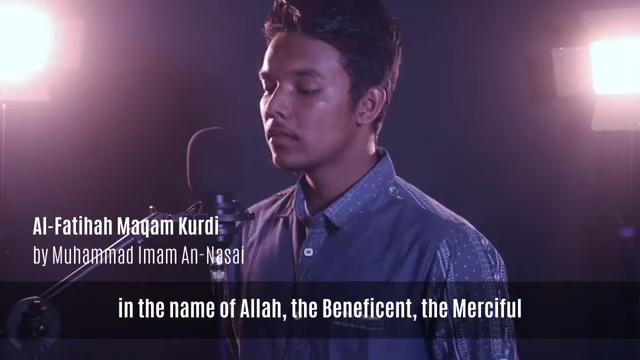 Al-Fatihah Maqam Kurdi
by Muhammad Imam An-Nasai
in the name of Allah, the Beneficent, the Merciful